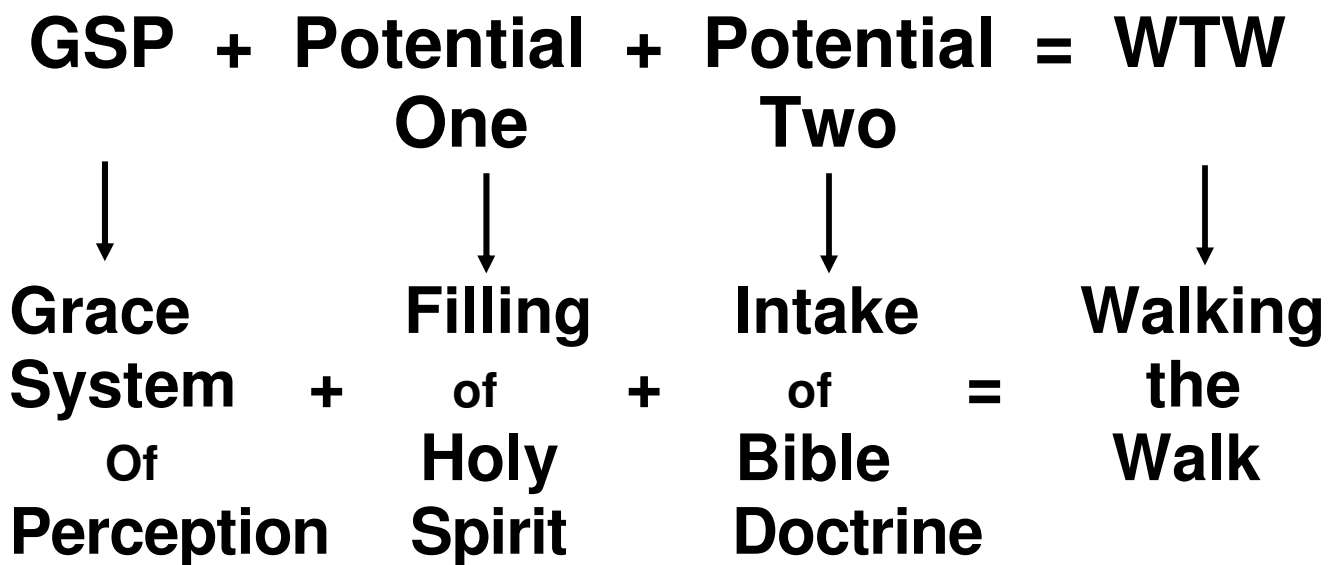 GSP + Potential + Potential = WTW
One Two
Grace Filling Intake Walking
System + of + of = the
Of Holy Bible Walk
Perception Spirit Doctrine